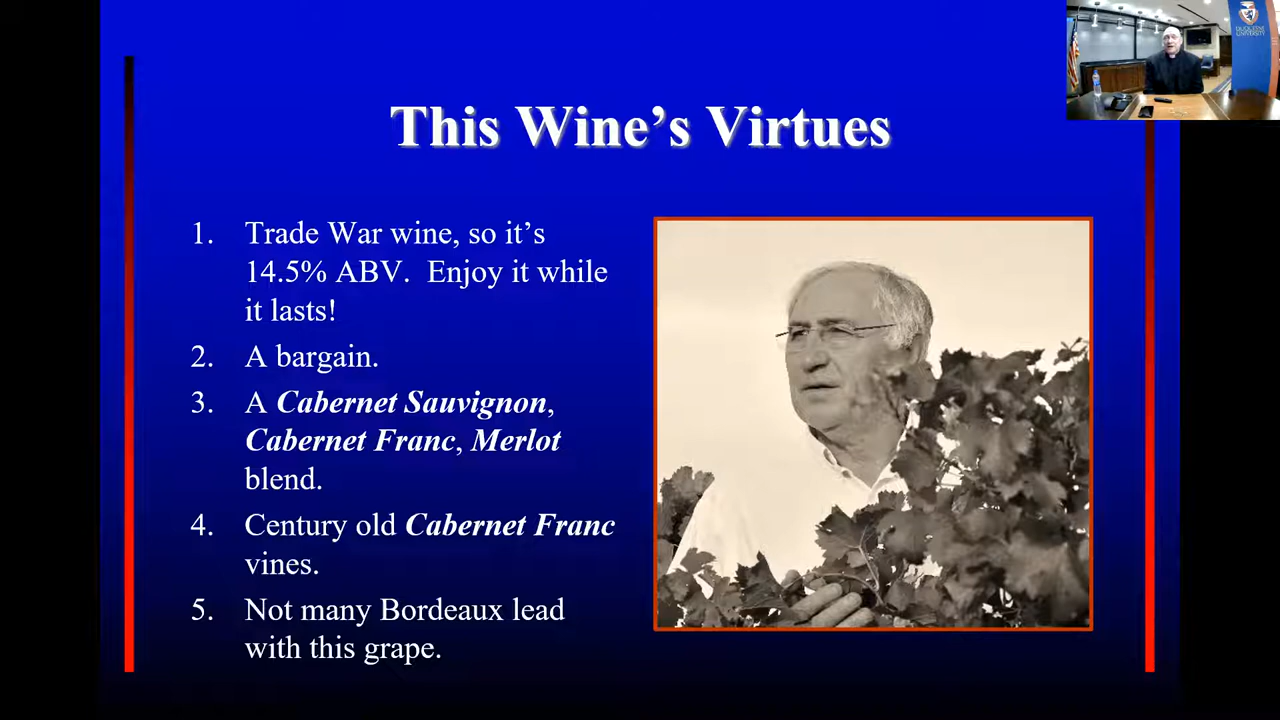 This Wine’s Virtues
1. Trade War wine, so it’s
14.5% ABV. Enjoy it while
it lasts!
2. A bargain.
3. A Cabernet Sauvignon,
Cabernet Franc, Merlot
blend.
4. Century old Cabernet Franc
vines.
5. Not many Bordeaux lead
with this grape.